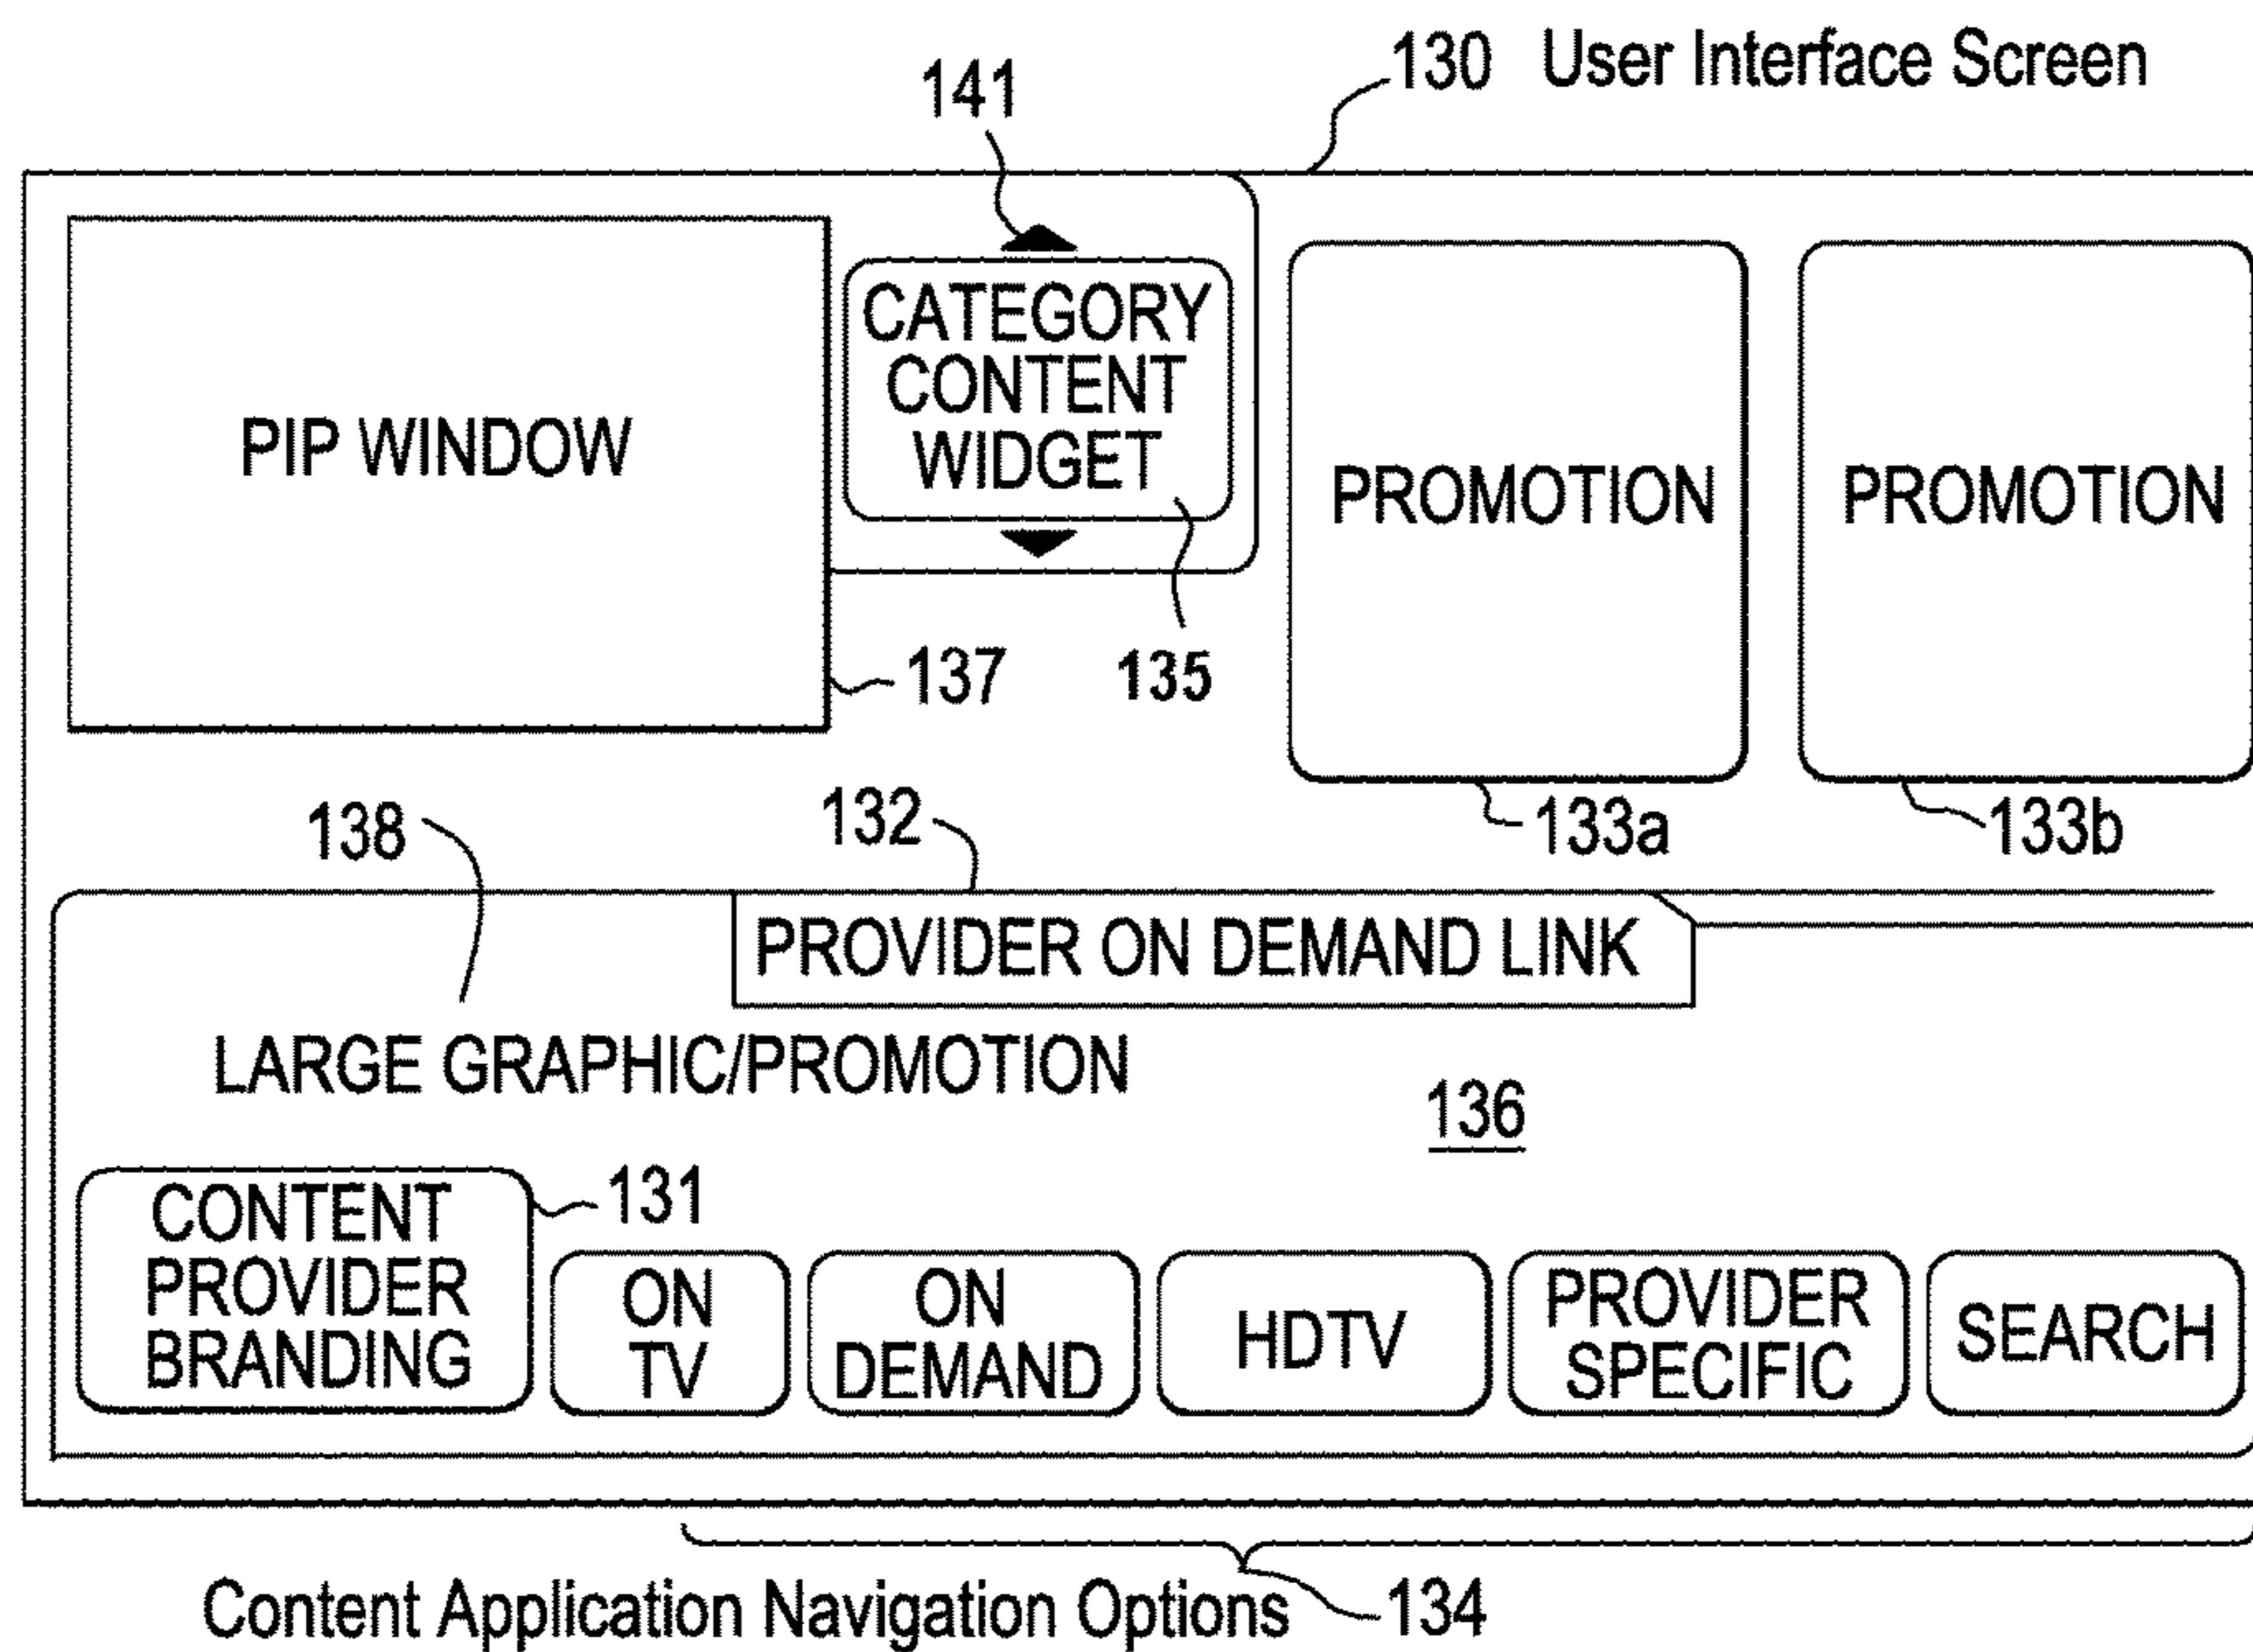 130 User Interface Screen
141
PIP WINDOW
CATEGORY
CONTENT
WIDGET
PROMOTION
PROMOTION
137
135
138
132
133a
133b
PROVIDER ON DEMAND LINK
LARGE GRAPHIC/PROMOTION
136
CONTENT
PROVIDER
BRANDING
131
ON
TV
ON
DEMAND
HDTV
PROVIDER
SPECIFIC
SEARCH
Content Application Navigation Options
134